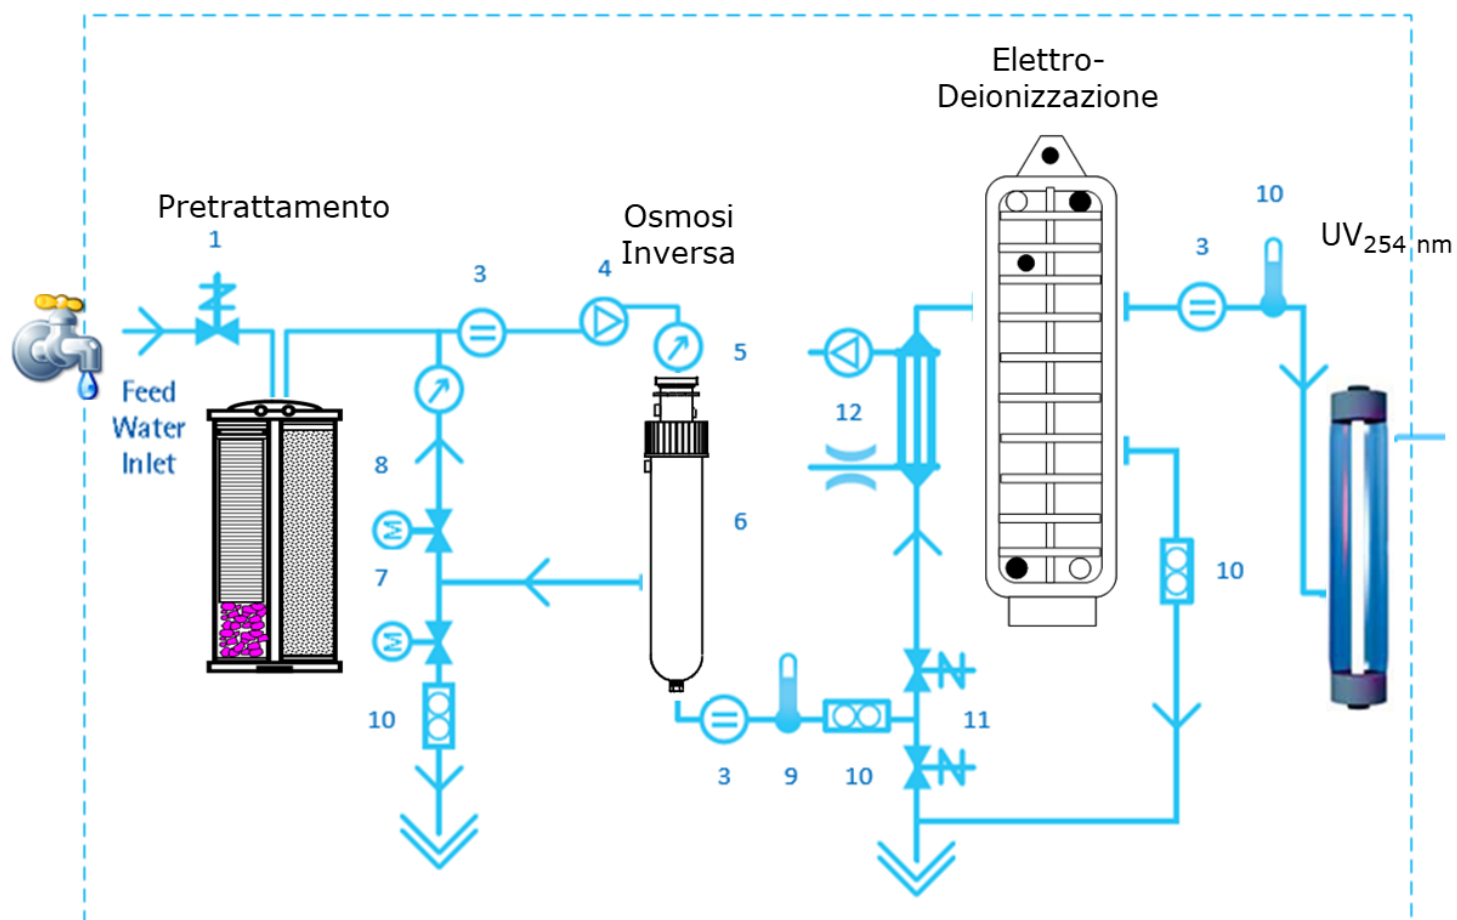 Elettro-
Deionizzazione
Pretrattamento
Osmosi
Inversa
UV254 nm
1
3
4
3
10
5
Feed
Water
Inlet
12
8
6
7
10
10
11
3
9
10
M
M